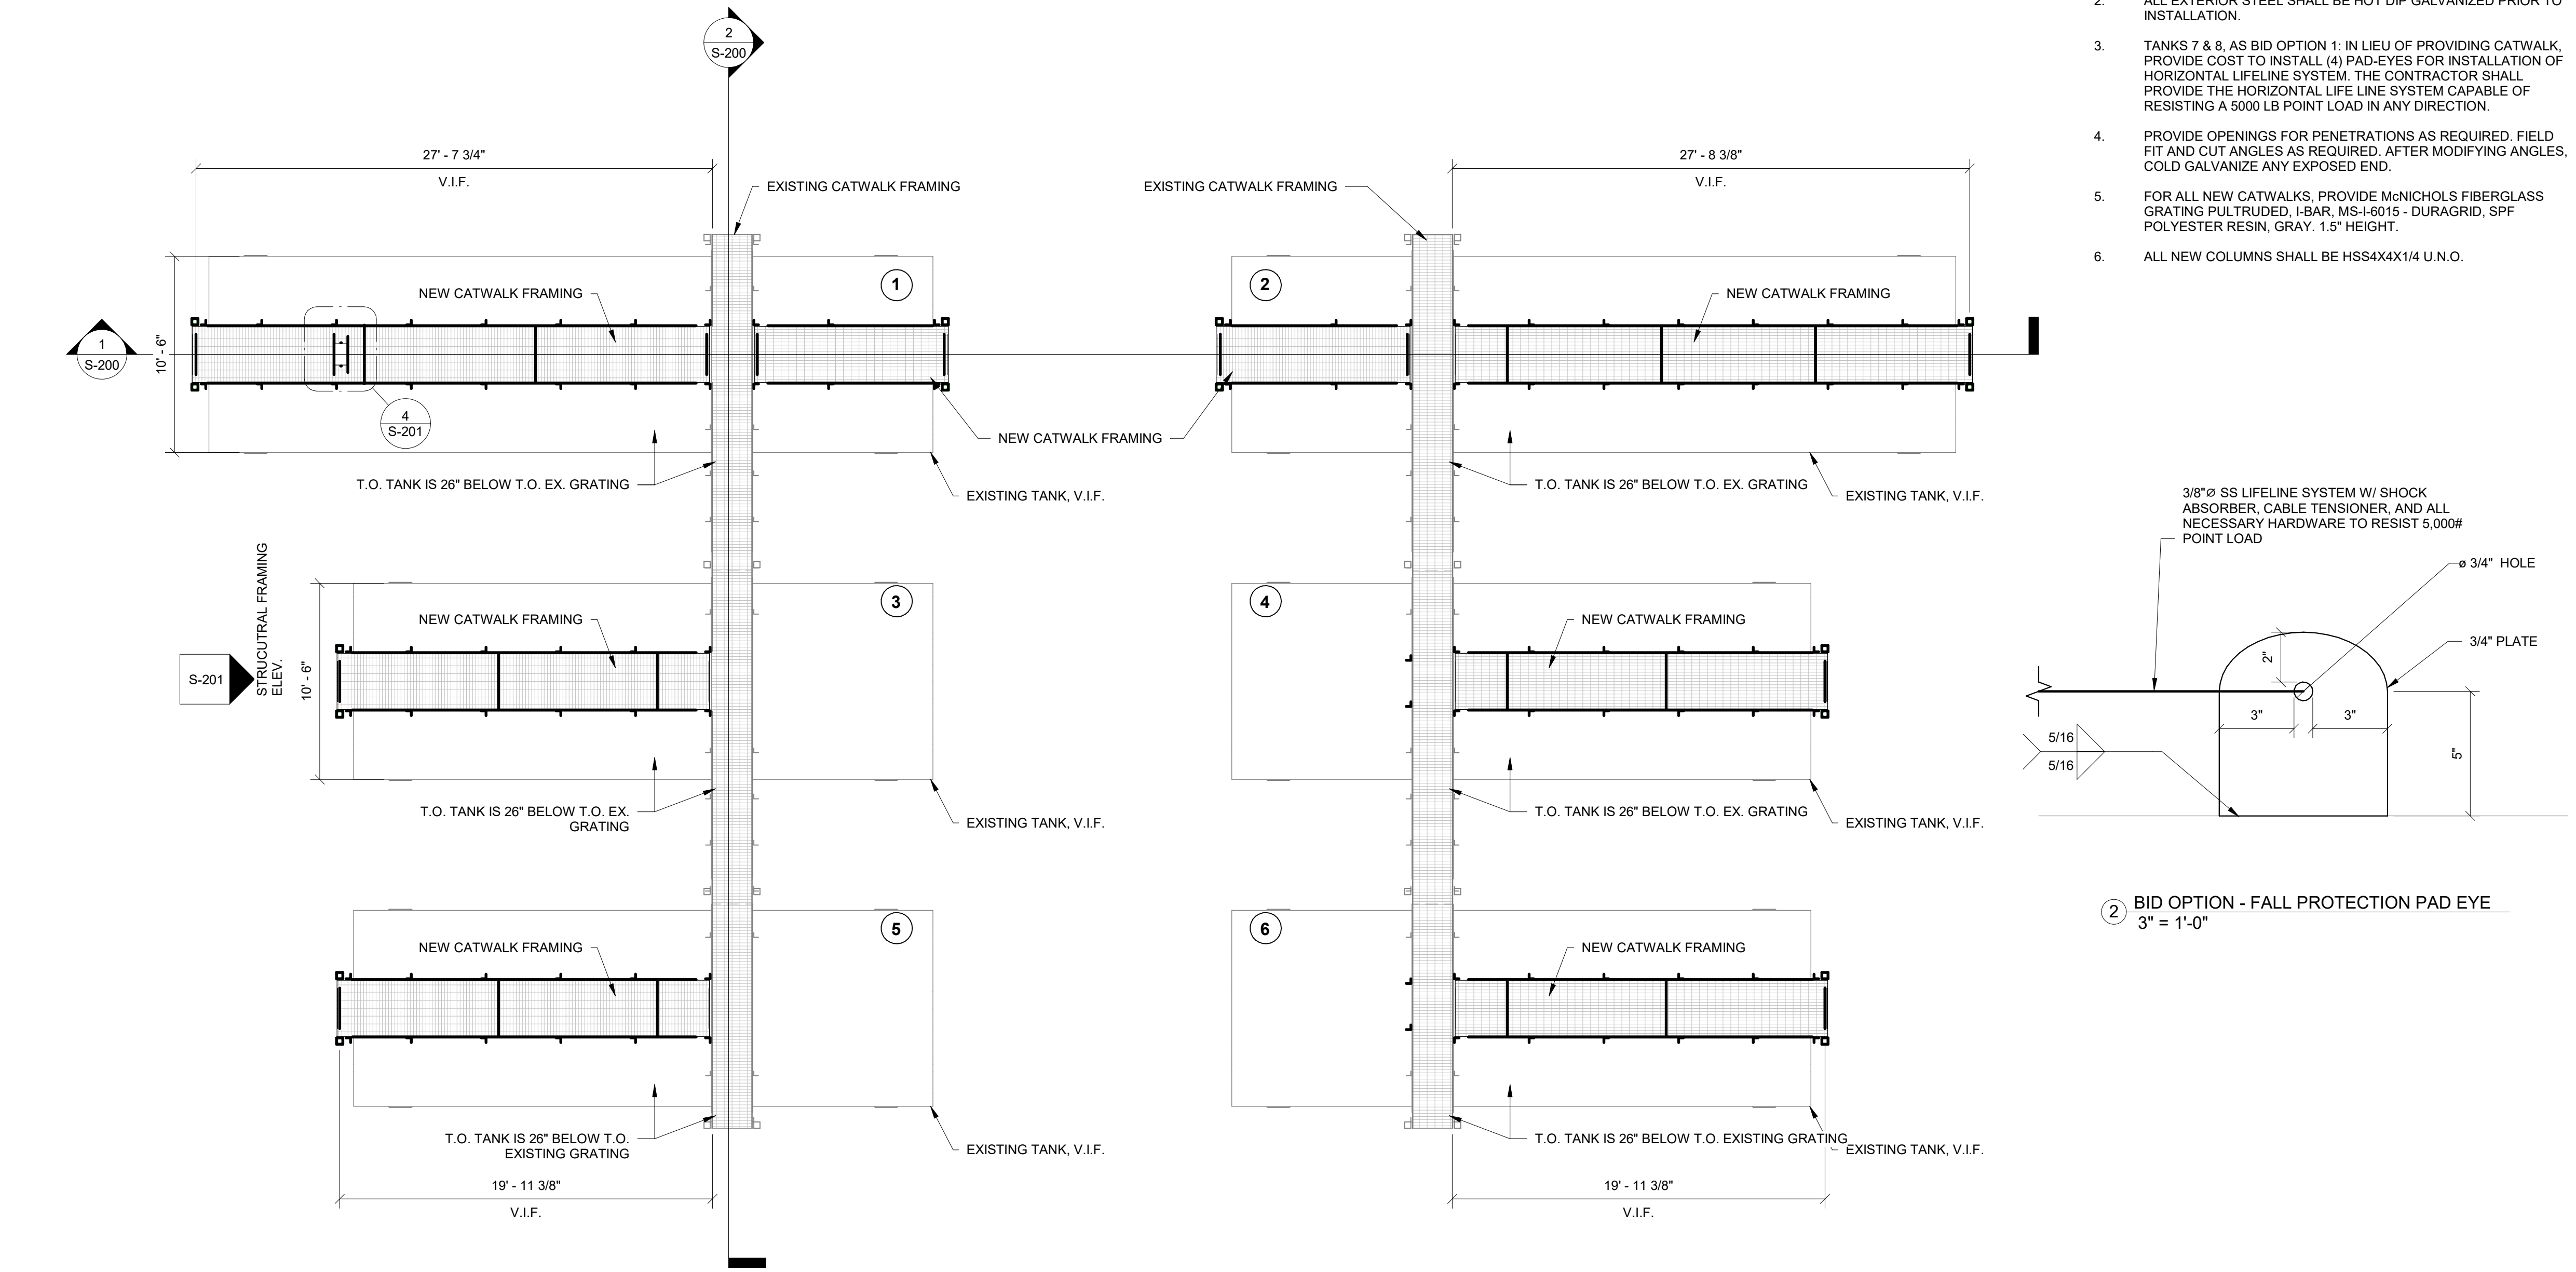 2
S-200
27' - 7 3/4"
V.I.F.
EXISTING CATWALK FRAMING
EXISTING CATWALK FRAMING
27' - 8 3/8"
V.I.F.
NEW CATWALK FRAMING
1
2
NEW CATWALK FRAMING
1
S-200
10' - 6"
4
S-201
NEW CATWALK FRAMING
T.O. TANK IS 26" BELOW T.O. EX. GRATING
EXISTING TANK, V.I.F.
T.O. TANK IS 26" BELOW T.O. EX. GRATING
EXISTING TANK, V.I.F.
STRUCUTRAL FRAMING
ELEV.
S-201
10' - 6"
NEW CATWALK FRAMING
3
4
NEW CATWALK FRAMING
T.O. TANK IS 26" BELOW T.O. EX.
GRATING
EXISTING TANK, V.I.F.
T.O. TANK IS 26" BELOW T.O. EX. GRATING
EXISTING TANK, V.I.F.
NEW CATWALK FRAMING
5
6
NEW CATWALK FRAMING
T.O. TANK IS 26" BELOW T.O.
EXISTING GRATING
EXISTING TANK, V.I.F.
T.O. TANK IS 26" BELOW T.O. EXISTING GRATING
EXISTING TANK, V.I.F.
19' - 11 3/8"
V.I.F.
19' - 11 3/8"
V.I.F.
2. ALL EXTERIOR STEEL SHALL BE HOT DIP GALVANIZED PRIOR TO
INSTALLATION.
3. TANKS 7 & 8, AS BID OPTION 1: IN LIEU OF PROVIDING CATWALK,
PROVIDE COST TO INSTALL (4) PAD-EYES FOR INSTALLATION OF
HORIZONTAL LIFELINE SYSTEM. THE CONTRACTOR SHALL
PROVIDE THE HORIZONTAL LIFE LINE SYSTEM CAPABLE OF
RESISTING A 5000 LB POINT LOAD IN ANY DIRECTION.
4. PROVIDE OPENINGS FOR PENETRATIONS AS REQUIRED. FIELD
FIT AND CUT ANGLES AS REQUIRED. AFTER MODIFYING ANGLES,
COLD GALVANIZE ANY EXPOSED END.
5. FOR ALL NEW CATWALKS, PROVIDE McNICHOLS FIBERGLASS
GRATING PULTRUDED, I-BAR, MS-I-6015 - DURAGRID, SPF
POLYESTER RESIN, GRAY. 1.5" HEIGHT.
6. ALL NEW COLUMNS SHALL BE HSS4X4X1/4 U.N.O.
3/8"Ø SS LIFELINE SYSTEM W/ SHOCK
ABSORBER, CABLE TENSIONER, AND ALL
NECESSARY HARDWARE TO RESIST 5,000#
POINT LOAD
ø 3/4" HOLE
3/4" PLATE
2"
3"
3"
5"
5/16
5/16
2 BID OPTION - FALL PROTECTION PAD EYE
3" = 1'-0"